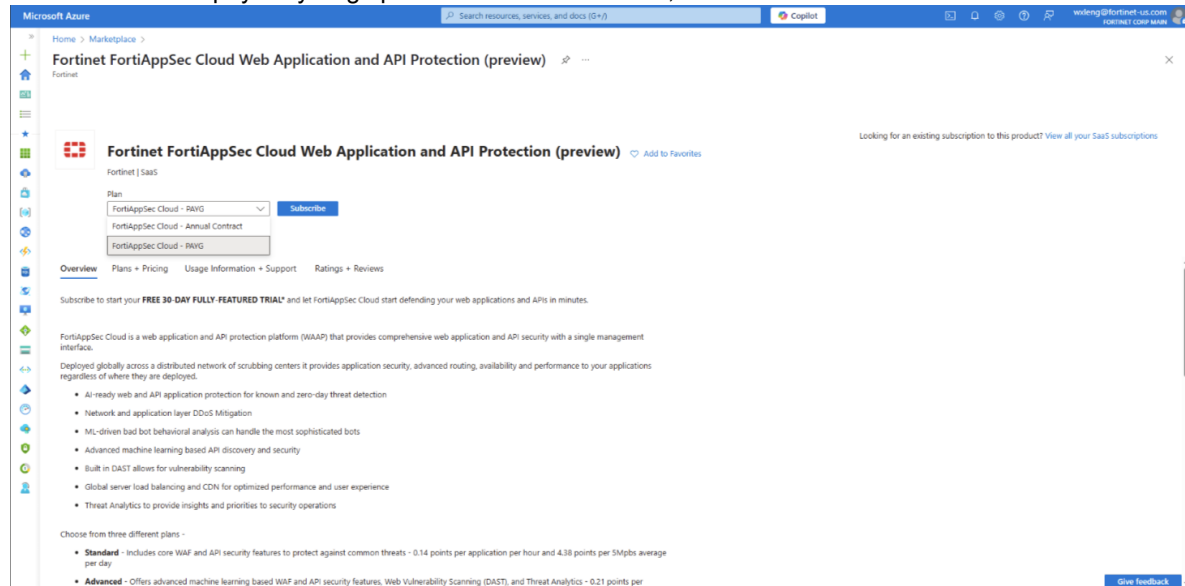 Microsoft Azure
Search resources, services, and docs (G+/)
Copilot
wxleng@fortinet-us.com
FORTINET CORP MAIN
Home > Marketplace >
Fortinet FortiAppSec Cloud Web Application and API Protection (preview) ...
Fortinet
Looking for an existing subscription to this product? View all your SaaS subscriptions
Fortinet FortiAppSec Cloud Web Application and API Protection (preview) Add to Favorites
Fortinet | SaaS
Plan
FortiAppSec Cloud - PAYG
Subscribe
FortiAppSec Cloud - Annual Contract
FortiAppSec Cloud - PAYG
Overview Plans + Pricing Usage Information + Support Ratings + Reviews
Subscribe to start your FREE 30-DAY FULLY-FEATURED TRIAL* and let FortiAppSec Cloud start defending your web applications and APIs in minutes.
FortiAppSec Cloud is a web application and API protection platform (WAAP) that provides comprehensive web application and API security with a single management
interface.
Deployed globally across a distributed network of scrubbing centers it provides application security, advanced routing, availability and performance to your applications
regardless of where they are deployed.
• AI-ready web and API application protection for known and zero-day threat detection
• Network and application layer DDoS Mitigation
• ML-driven bad bot behavioral analysis can handle the most sophisticated bots
• Advanced machine learning based API discovery and security
• Built in DAST allows for vulnerability scanning
• Global server load balancing and CDN for optimized performance and user experience
• Threat Analytics to provide insights and priorities to security operations
Choose from three different plans -
• Standard - Includes core WAF and API security features to protect against common threats - 0.14 points per application per hour and 4.38 points per 5Mpbs average
per day
• Advanced - Offers advanced machine learning based WAF and API security features, Web Vulnerability Scanning (DAST), and Threat Analytics - 0.21 points per
Give feedback